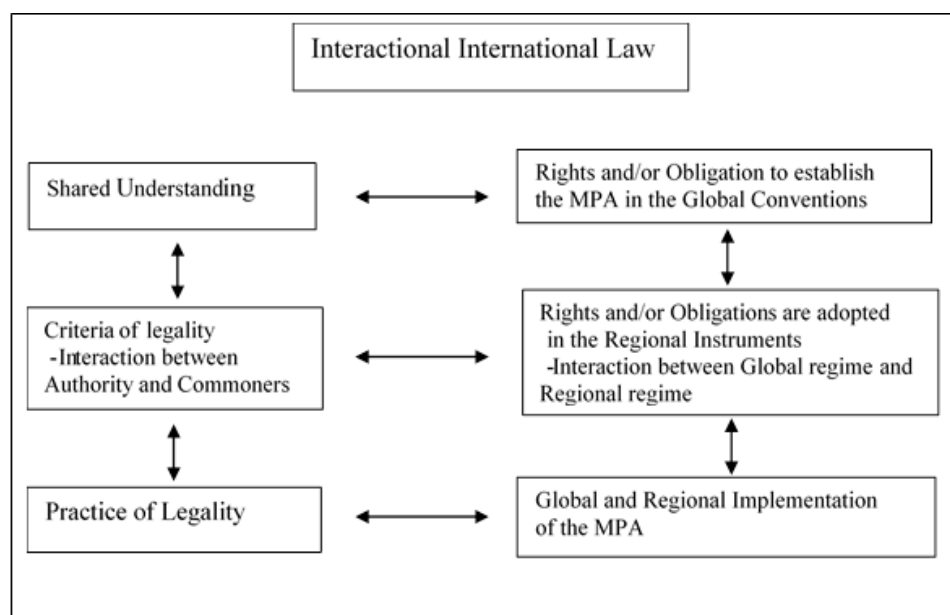 Interactional International Law
Shared Understanding
Rights and/or Obligation to establish
the MPA in the Global Conventions
Criteria of legality
-Interaction between
Authority and Commoners
Rights and/or Obligations are adopted
in the Regional Instruments
-Interaction between Global regime and
Regional regime
Practice of Legality
Global and Regional Implementation
of the MPA